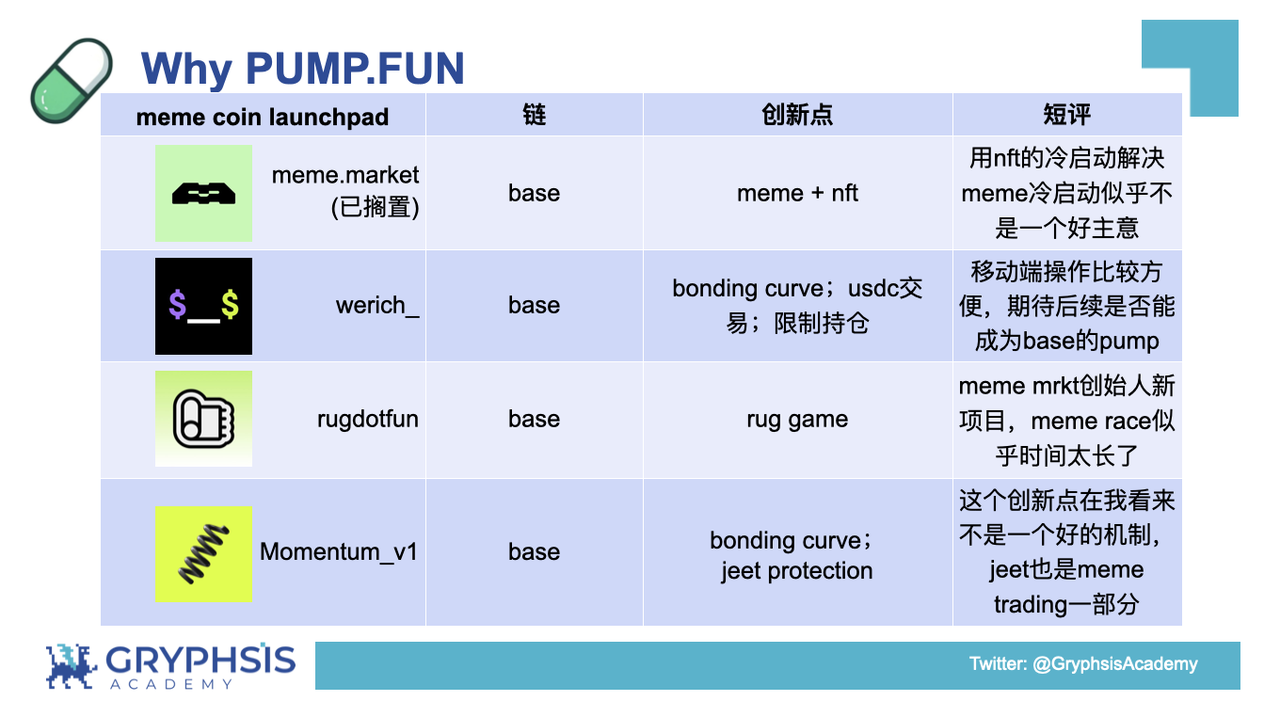 Why PUMP.FUN
meme coin launchpad
链
创新点
短评
meme.market
(已搁置)
base
meme + nft
用nft的冷启动解决
meme冷启动似乎不
是一个好主意
$__$
werich_
base
bonding curve；usdc交
易；限制持仓
移动端操作比较方
便，期待后续是否能
成为base的pump
rugdotfun
base
rug game
meme mrkt创始人新
项目，meme race似
乎时间太长了
Momentum_v1
base
bonding curve；
jeet protection
这个创新点在我看来
不是一个好的机制，
jeet也是meme
trading一部分
GRYPHSIS
ACADEMY
Twitter: @GryphsisAcademy